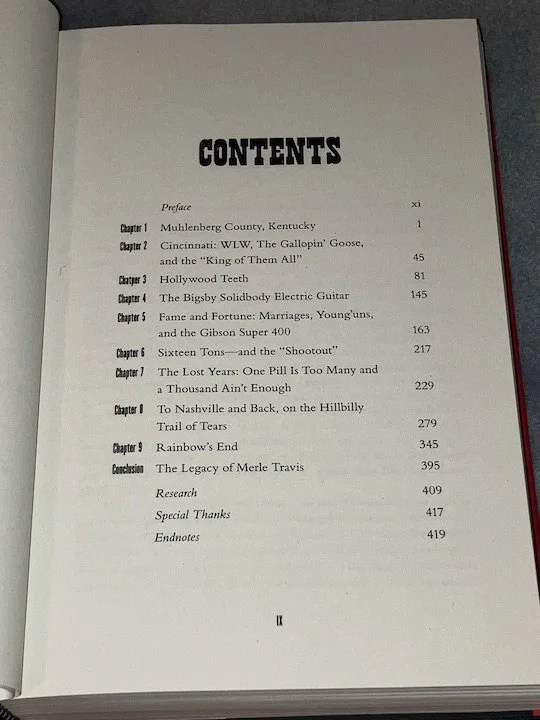 CONTENTS
Preface xi
Chapter 1 Muhlenberg County, Kentucky 1
Chapter 2 Cincinnati: WLW, The Gallopin' Goose,
and the “King of Them All” 45
Chatper 3 Hollywood Teeth 81
Chapter 4 The Bigsby Solidbody Electric Guitar 145
Chapter 5 Fame and Fortune: Marriages, Young'uns,
and the Gibson Super 400 163
Chapter 6 Sixteen Tons—and the “Shootout” 217
Chapter 7 The Lost Years: One Pill Is Too Many and
a Thousand Ain't Enough 229
Chapter 8 To Nashville and Back, on the Hillbilly
Trail of Tears 279
Chapter 9 Rainbow's End 345
Conclusion The Legacy of Merle Travis 395
Research 409
Special Thanks 417
Endnotes 419
IX